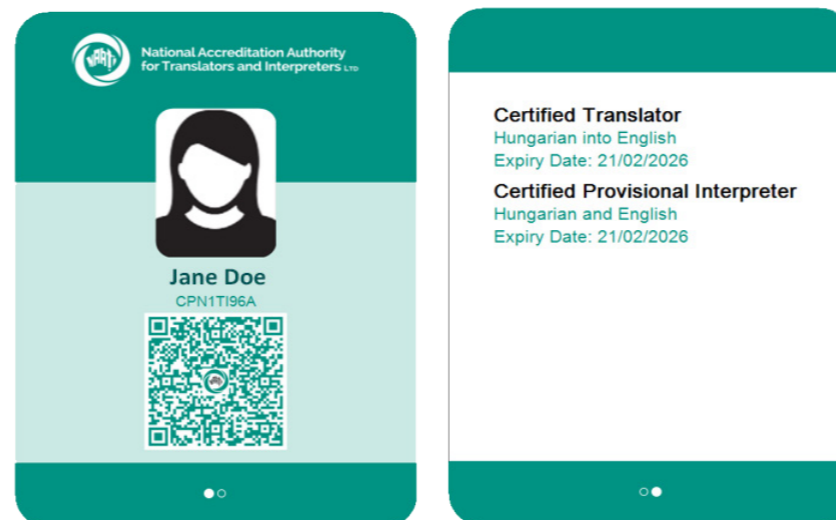 NAATI
National Accreditation Authority
for Translators and Interpreters LTD
Jane Doe
CPN1TI96A
Certified Translator
Hungarian into English
Expiry Date: 21/02/2026
Certified Provisional Interpreter
Hungarian and English
Expiry Date: 21/02/2026